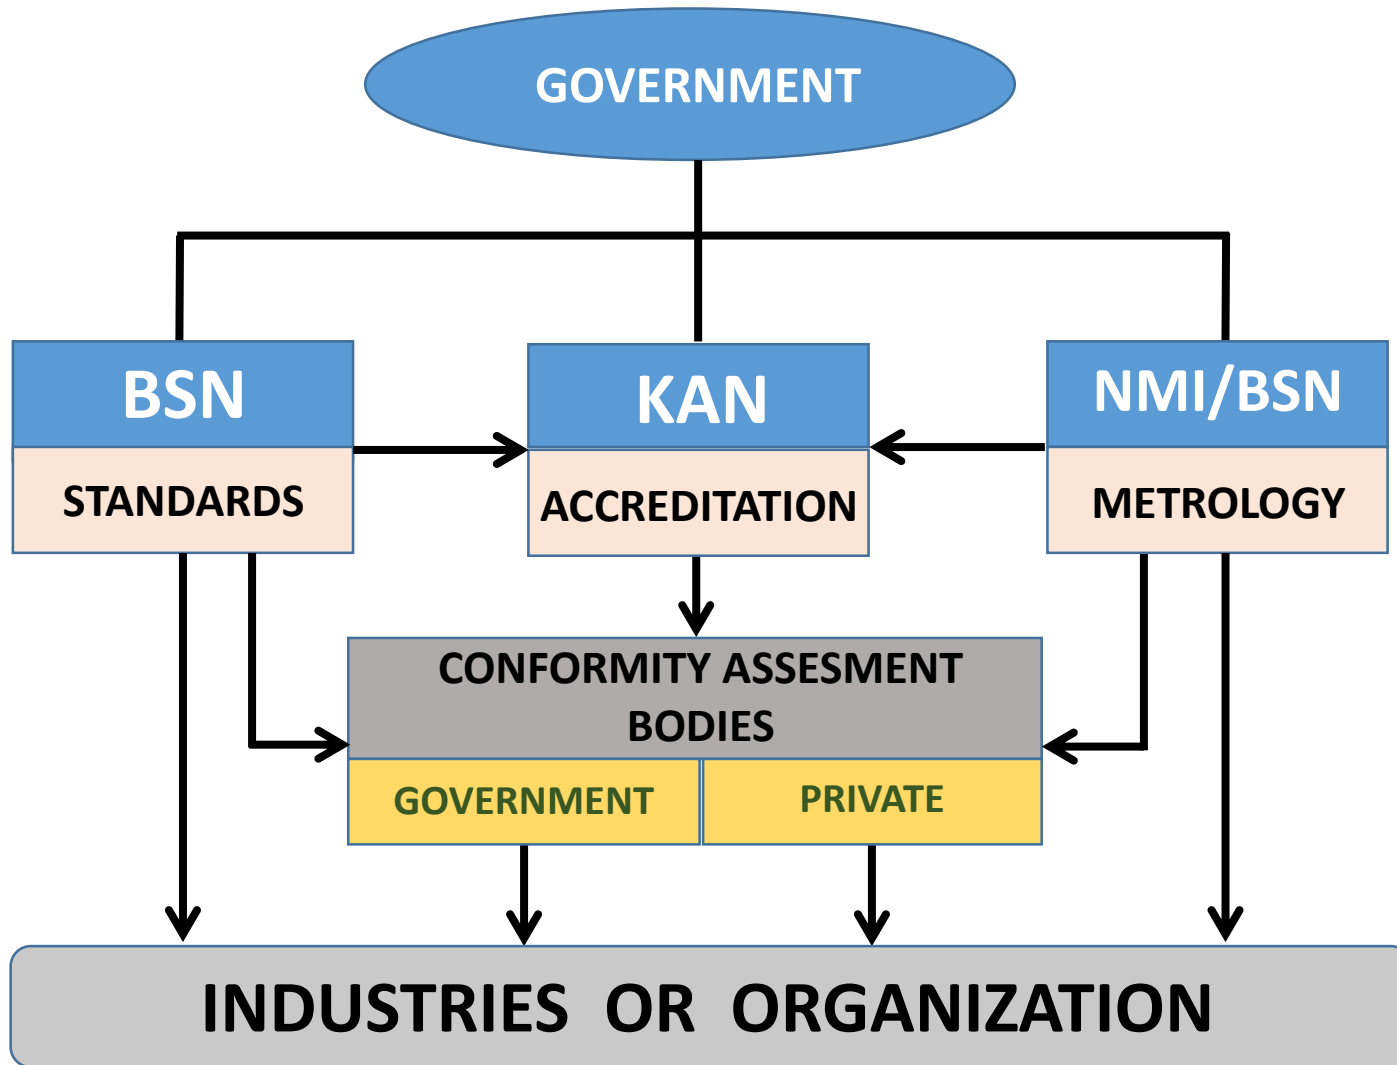 GOVERNMENT
BSN
KAN
NMI/BSN
STANDARDS
ACCREDITATION
METROLOGY
CONFORMITY ASSESMENT
BODIES
GOVERNMENT
PRIVATE
INDUSTRIES OR ORGANIZATION